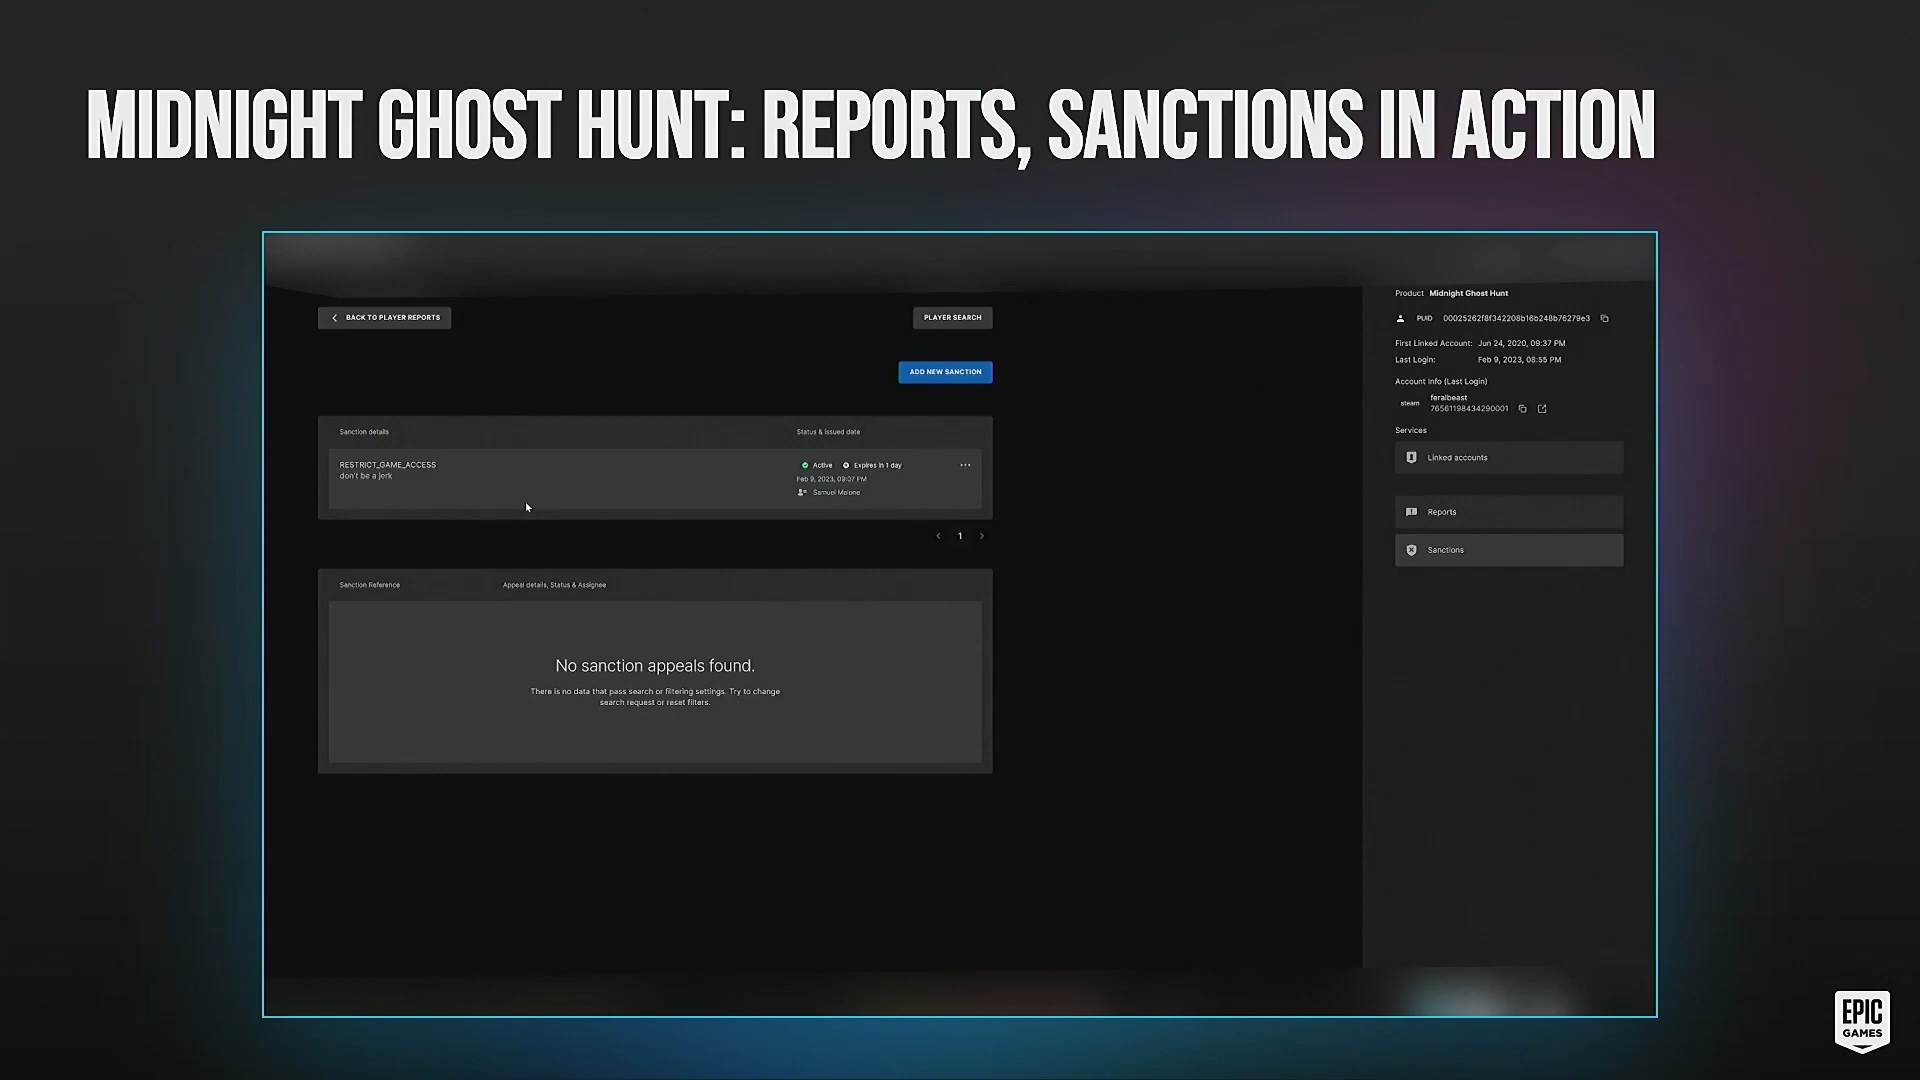 MIDNIGHT GHOST HUNT: REPORTS, SANCTIONS IN ACTION
BACK TO PLAYER REPORTS
PLAYER SEARCH
ADD NEW SANCTION
Sanction details
Status & issued date
RESTRICT_GAME_ACCESS
don't be a jerk
Active
Expires in 1 day
Feb 9, 2023, 09:07 PM
Samuel Malone
1
Sanction Reference
Appeal details, Status & Assignee
No sanction appeals found.
There is no data that pass search or filtering settings. Try to change
search request or reset filters.
Product Midnight Ghost Hunt
PUID 00025262f8f342208b16b248b76279e3
First Linked Account: Jun 24, 2020, 09:37 PM
Last Login: Feb 9, 2023, 08:55 PM
Account Info (Last Login)
steam
feralbeast
76561198434290001
Services
Linked accounts
Reports
Sanctions
EPIC
GAMES